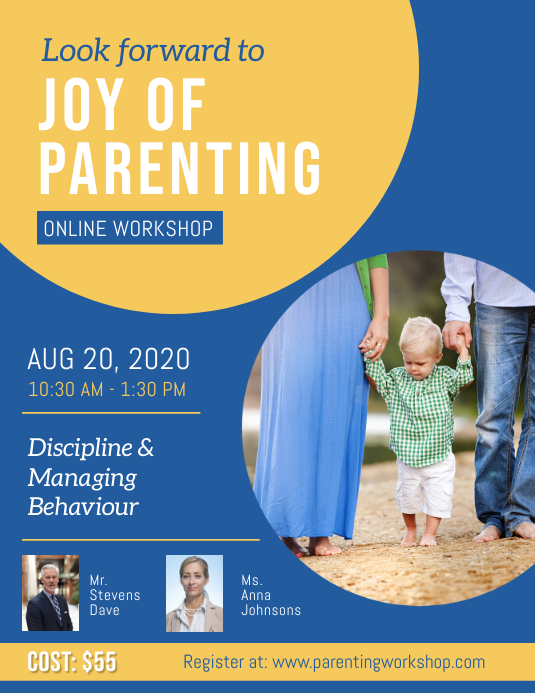 Look forward to
JOY OF
PARENTING
ONLINE WORKSHOP
AUG 20, 2020
10:30 AM - 1:30 PM
Discipline &
Managing
Behaviour
Mr.
Stevens
Dave
Ms.
Anna
Johnsons
COST: $55
Register at: www.parentingworkshop.com